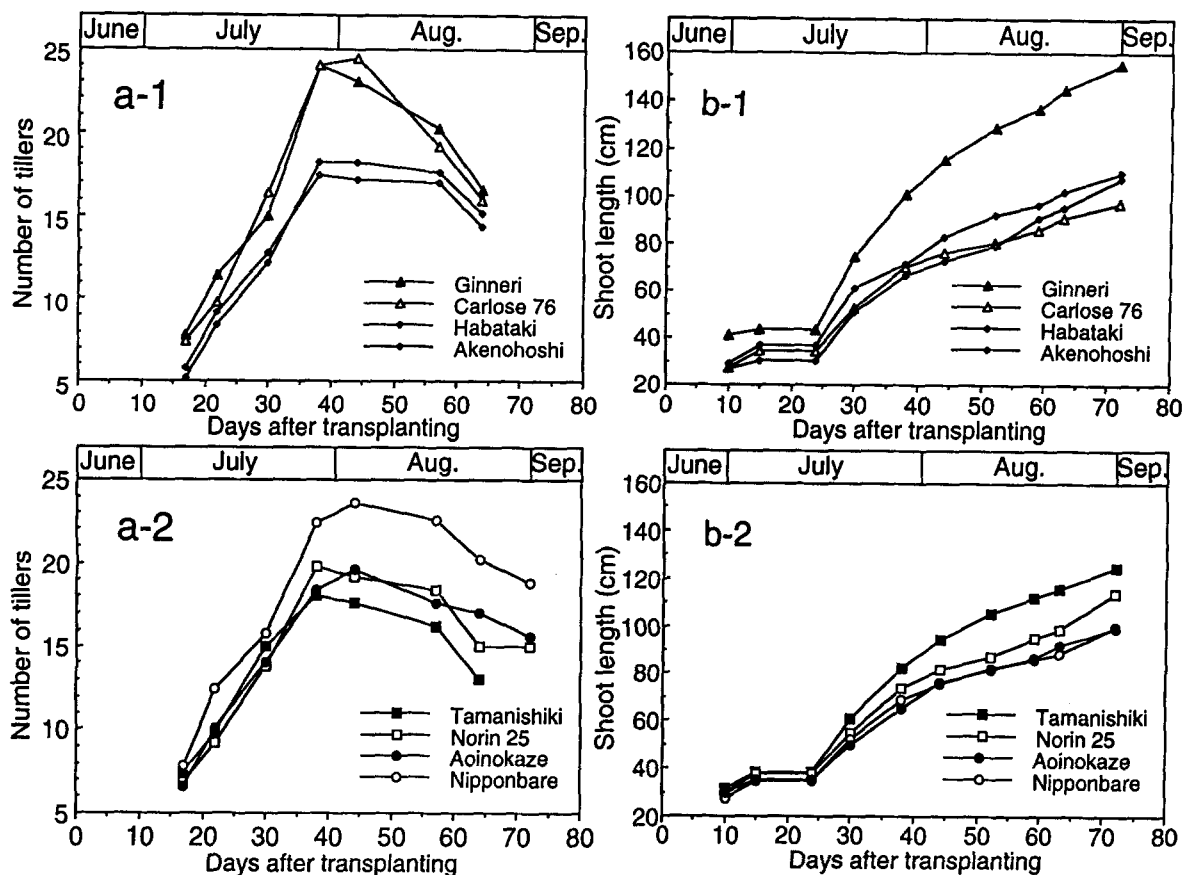 June July Aug. Sep.
a-1
Number of tillers
25
20
15
10
5
Ginneri
Carlose 76
Habataki
Akenohoshi
0 10 20 30 40 50 60 70 80
Days after transplanting
June July Aug. Sep.
b-1
Shoot length (cm)
160
140
120
100
80
60
40
20
Ginneri
Carlose 76
Habataki
Akenohoshi
0 10 20 30 40 50 60 70 80
Days after transplanting
June July Aug. Sep.
a-2
Number of tillers
25
20
15
10
5
Tamanishiki
Norin 25
Aoinokaze
Nipponbare
0 10 20 30 40 50 60 70 80
Days after transplanting
June July Aug. Sep.
b-2
Shoot length (cm)
160
140
120
100
80
60
40
20
Tamanishiki
Norin 25
Aoinokaze
Nipponbare
0 10 20 30 40 50 60 70 80
Days after transplanting